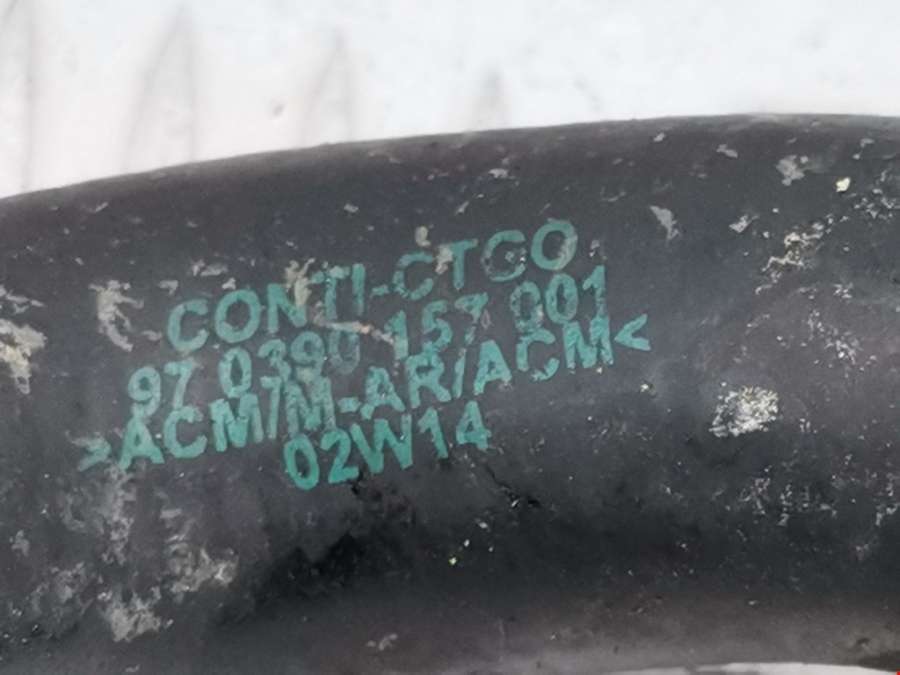 CONTI-CTGO
97 0390 157 001
>ACM/M-AR/ACM<
02W14